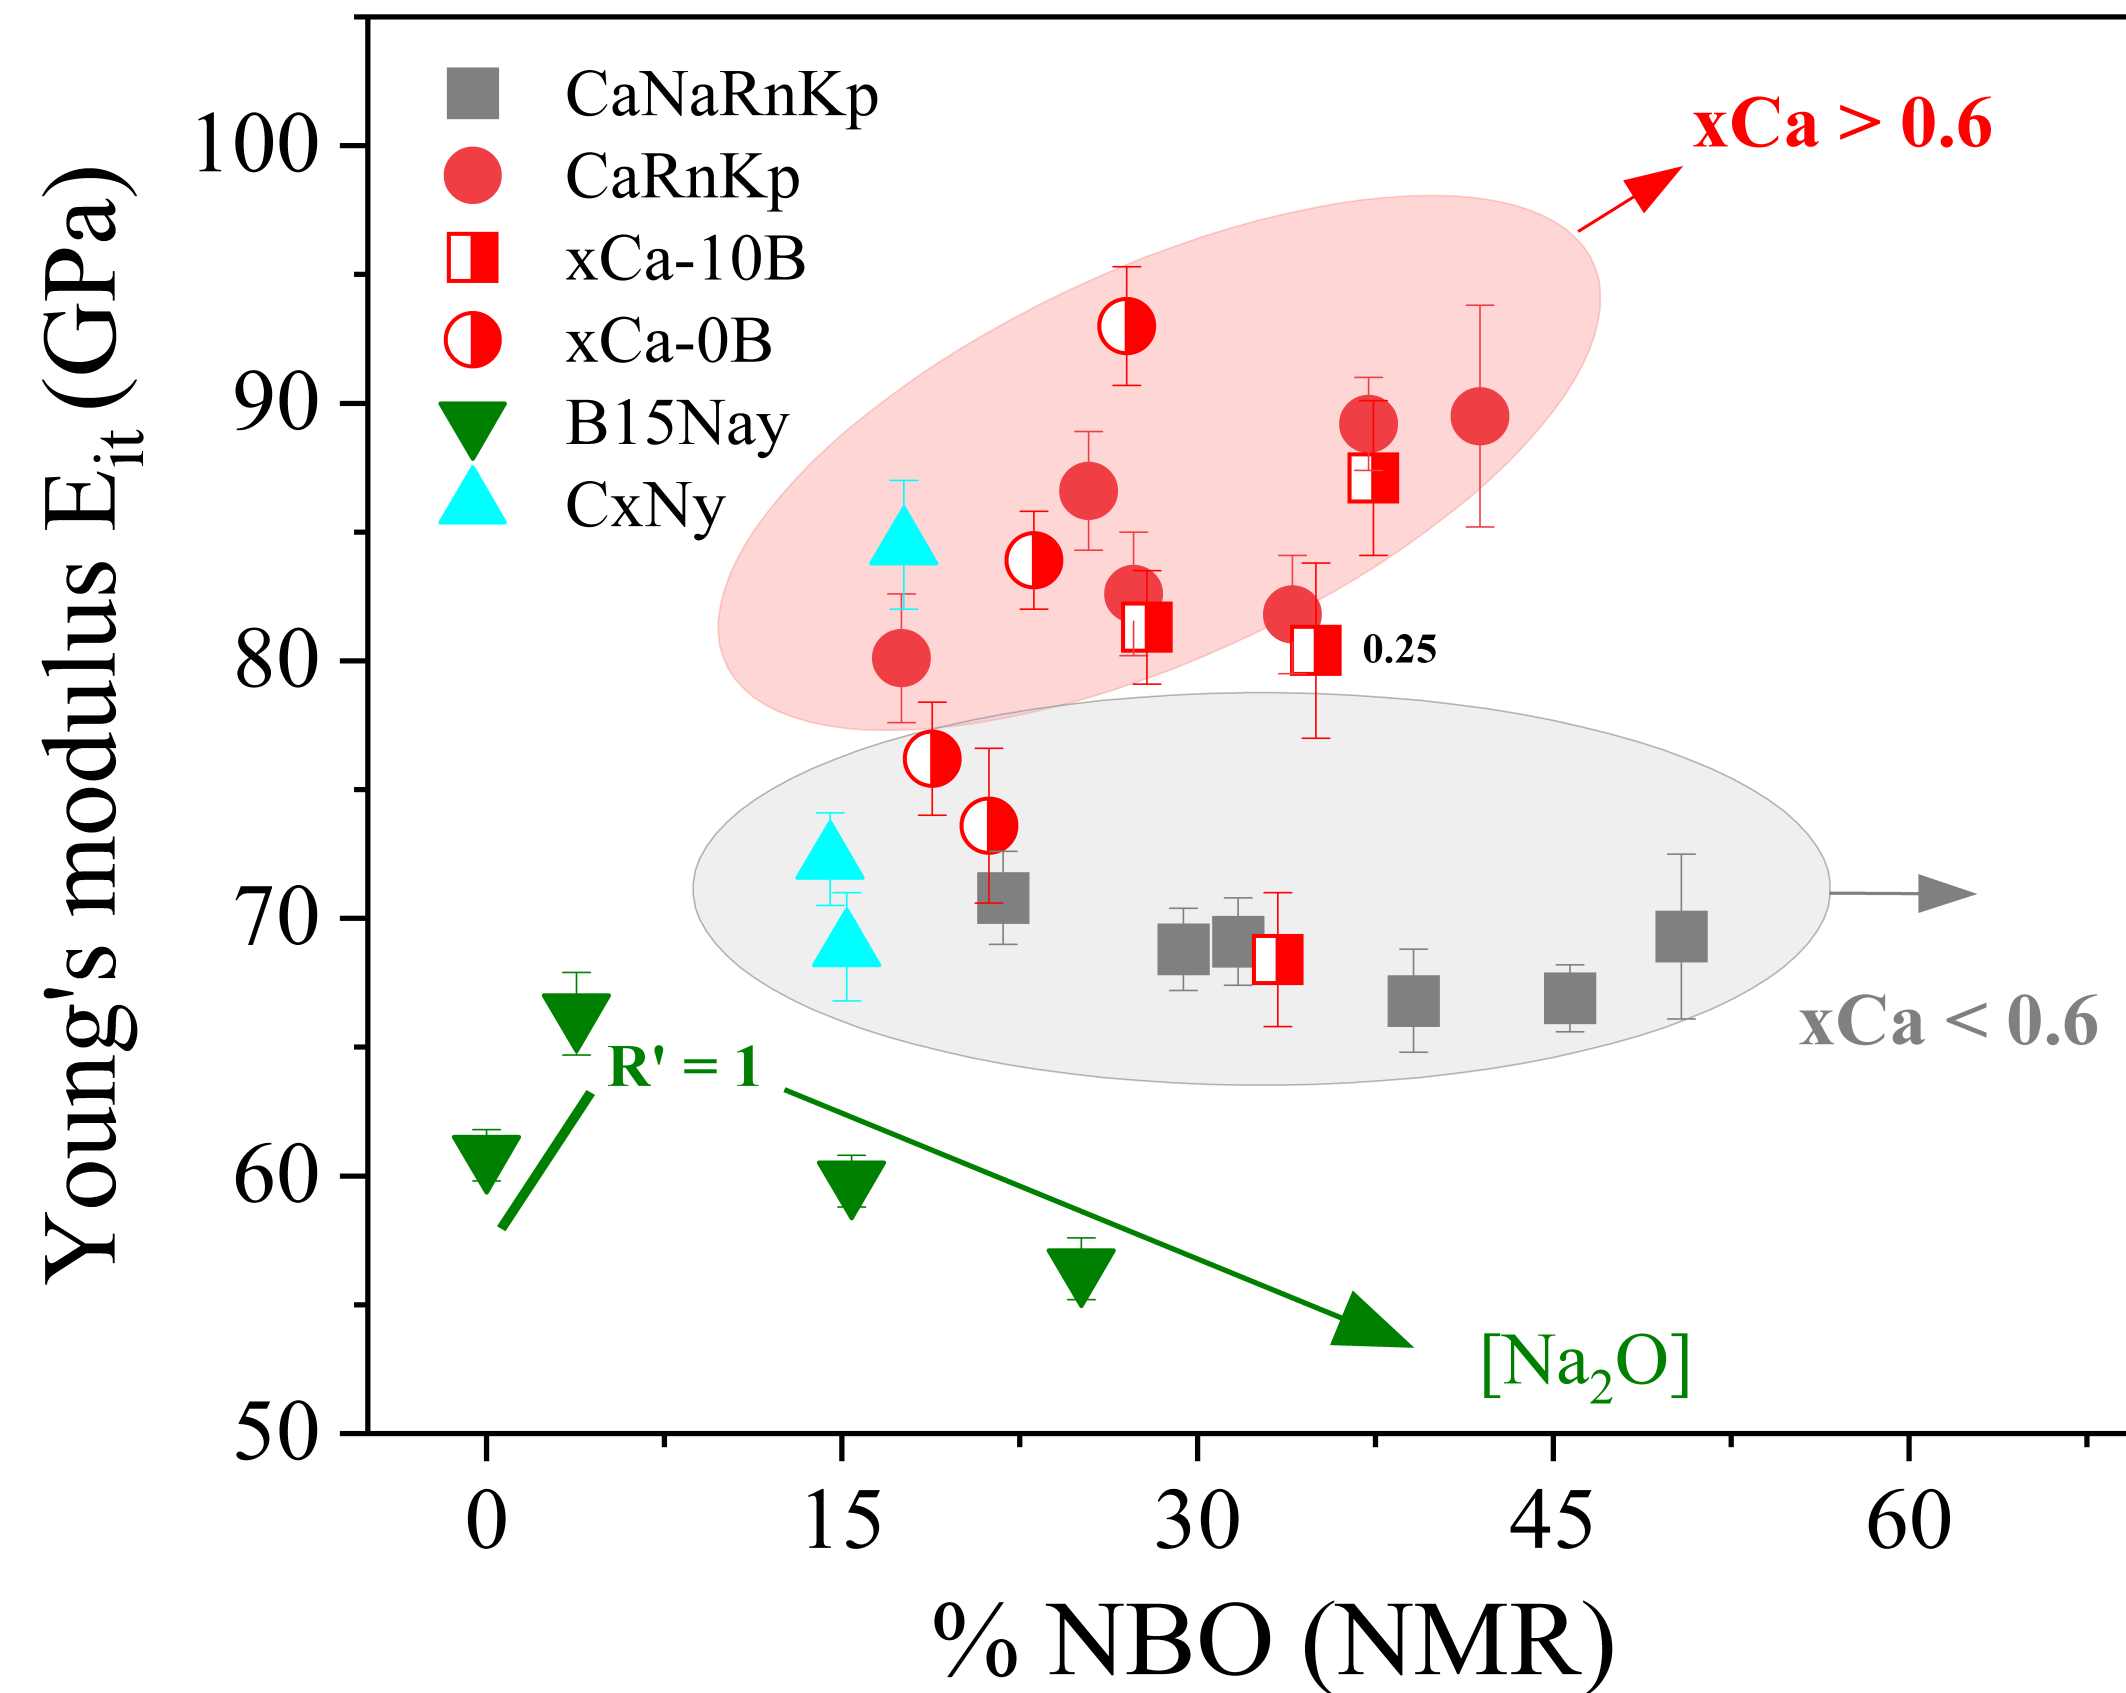 CaNaRnKp
CaRnKp
xCa-10B
xCa-0B
B15Nay
CxNy
xCa > 0.6
0.25
xCa < 0.6
R' = 1
[Na₂O]
100
90
80
70
60
50
0
15
30
45
60
Young's modulus Eᵢₜ (GPa)
% NBO (NMR)